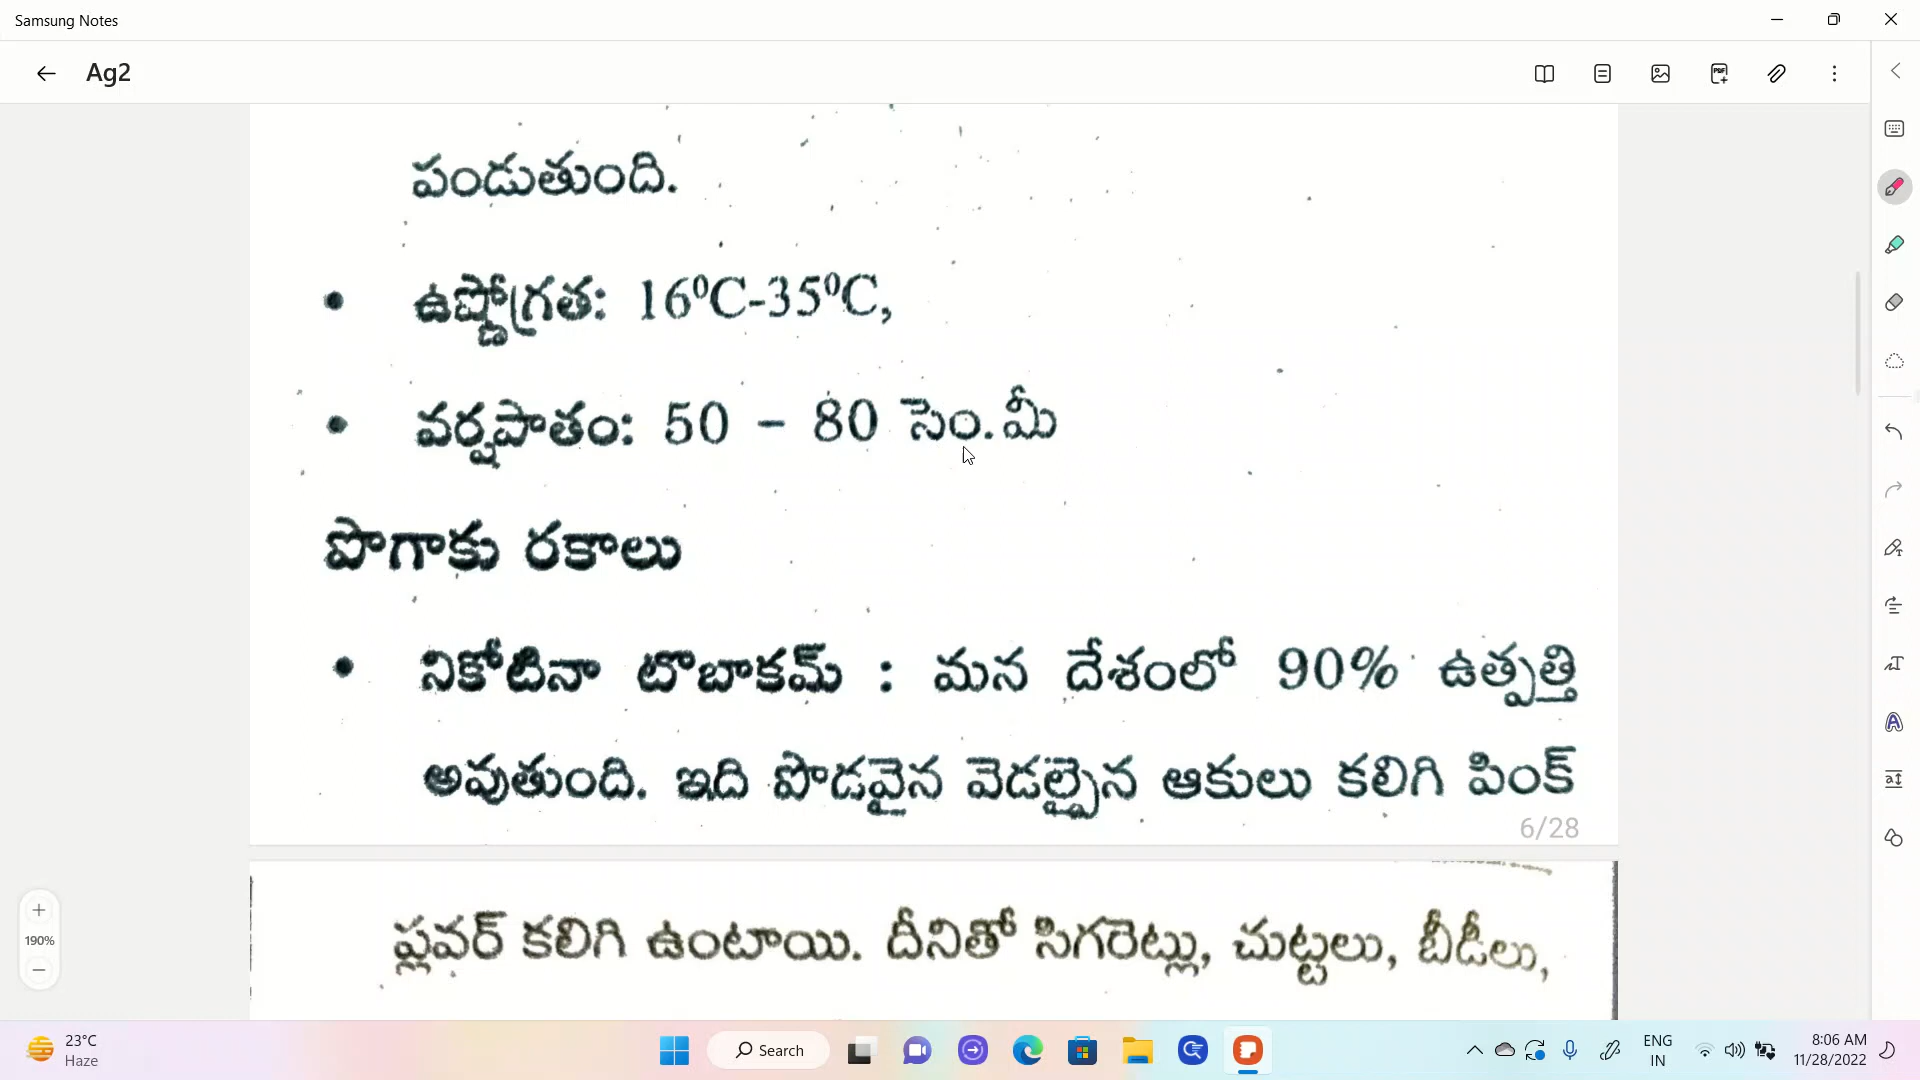 Samsung Notes
Ag2
పండుతుంది.
• ఉష్ణోగ్రత: 16⁰C-35⁰C,
• వర్షపాతం: 50 – 80 సెం.మీ
పొగాకు రకాలు
• నికోటినా టొబాకమ్ : మన దేశంలో 90% ఉత్పత్తి
అవుతుంది. ఇది పొడవైన వెడల్పైన ఆకులు కలిగి పింక్
6/28
ప్లవర్ కలిగి ఉంటాయి. దీనితో సిగరెట్లు, చుట్టలు, బీడీలు,
190%
23°C
Haze
Search
ENG
IN
8:06 AM
11/28/2022